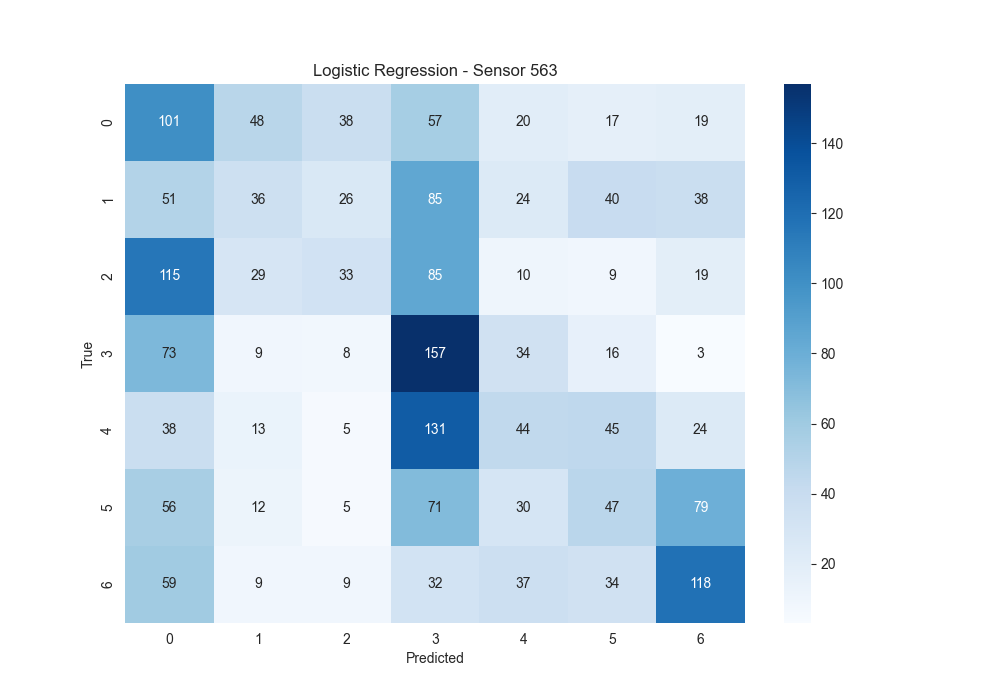 Logistic Regression - Sensor 563
0 101 48 38 57 20 17 19
1 51 36 26 85 24 40 38
2 115 29 33 85 10 9 19
3 73 9 8 157 34 16 3
4 38 13 5 131 44 45 24
5 56 12 5 71 30 47 79
6 59 9 9 32 37 34 118
True
0 1 2 3 4 5 6
Predicted
140
120
100
80
60
40
20